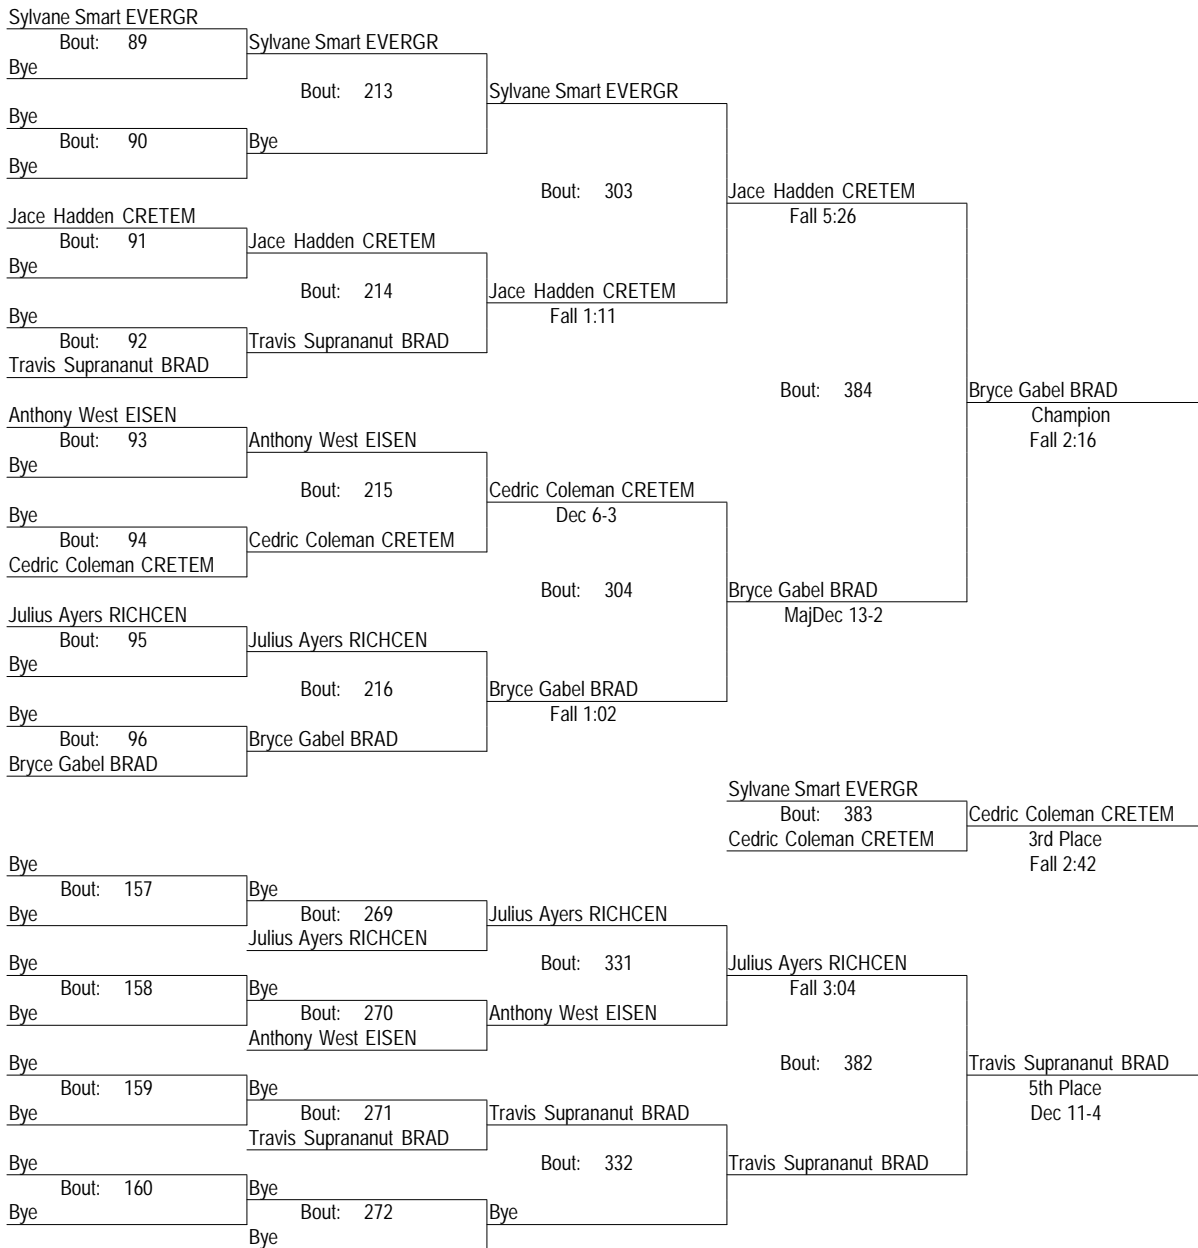 Sylvane Smart EVERGR
Bout: 89
Sylvane Smart EVERGR
Bye
Bout: 213
Sylvane Smart EVERGR
Bye
Bout: 90
Bye
Bye
Bout: 303
Jace Hadden CRETEM
Fall 5:26
Jace Hadden CRETEM
Bout: 91
Jace Hadden CRETEM
Bye
Bout: 214
Jace Hadden CRETEM
Fall 1:11
Bye
Bout: 92
Travis Suprananut BRAD
Travis Suprananut BRAD
Bout: 384
Bryce Gabel BRAD
Champion
Fall 2:16
Anthony West EISEN
Bout: 93
Anthony West EISEN
Bye
Bout: 215
Cedric Coleman CRETEM
Dec 6-3
Bye
Bout: 94
Cedric Coleman CRETEM
Cedric Coleman CRETEM
Bout: 304
Bryce Gabel BRAD
MajDec 13-2
Julius Ayers RICHCEN
Bout: 95
Julius Ayers RICHCEN
Bye
Bout: 216
Bryce Gabel BRAD
Fall 1:02
Bye
Bout: 96
Bryce Gabel BRAD
Bryce Gabel BRAD
Sylvane Smart EVERGR
Bout: 383
Cedric Coleman CRETEM
Cedric Coleman CRETEM
3rd Place
Fall 2:42
Bye
Bout: 157
Bye
Bye
Bout: 269
Julius Ayers RICHCEN
Julius Ayers RICHCEN
Bye
Bout: 331
Julius Ayers RICHCEN
Fall 3:04
Bout: 158
Bye
Bye
Bout: 270
Anthony West EISEN
Anthony West EISEN
Bye
Bout: 382
Travis Suprananut BRAD
5th Place
Dec 11-4
Bout: 159
Bye
Bye
Bout: 271
Travis Suprananut BRAD
Travis Suprananut BRAD
Bye
Bout: 332
Travis Suprananut BRAD
Bout: 160
Bye
Bye
Bout: 272
Bye
Bye